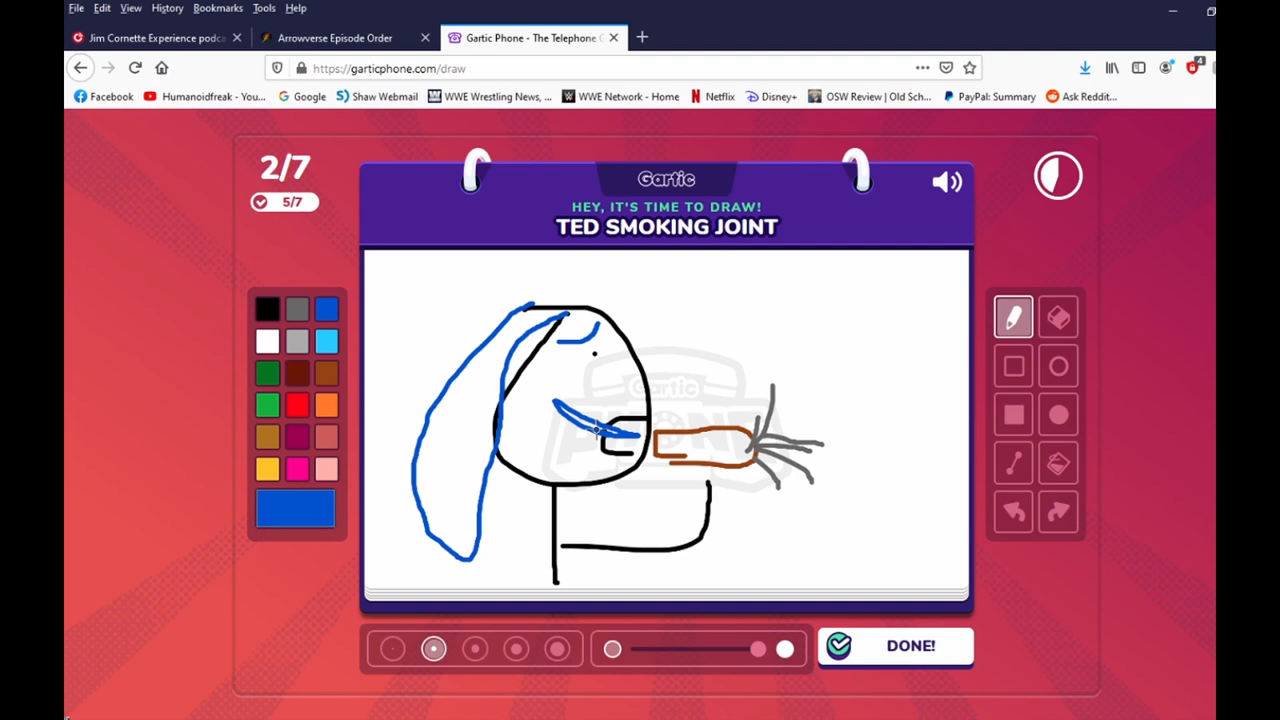 File Edit View History Bookmarks Tools Help
Jim Cornette Experience podca
Arrowverse Episode Order
Gartic Phone - The Telephone G
https://garticphone.com/draw
Facebook
Humanoidfreak - You...
Google
Shaw Webmail
WWE Wrestling News, ...
WWE Network - Home
Netflix
Disney+
OSW Review | Old Sch...
PayPal: Summary
Ask Reddit...
4
2/7
5/7
Gartic
HEY, IT'S TIME TO DRAW!
TED SMOKING JOINT
Gartic
PHONE
DONE!